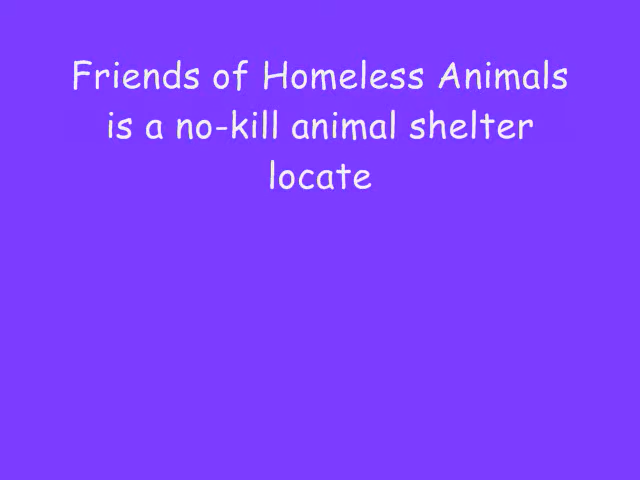 Friends of Homeless Animals
is a no-kill animal shelter
locate